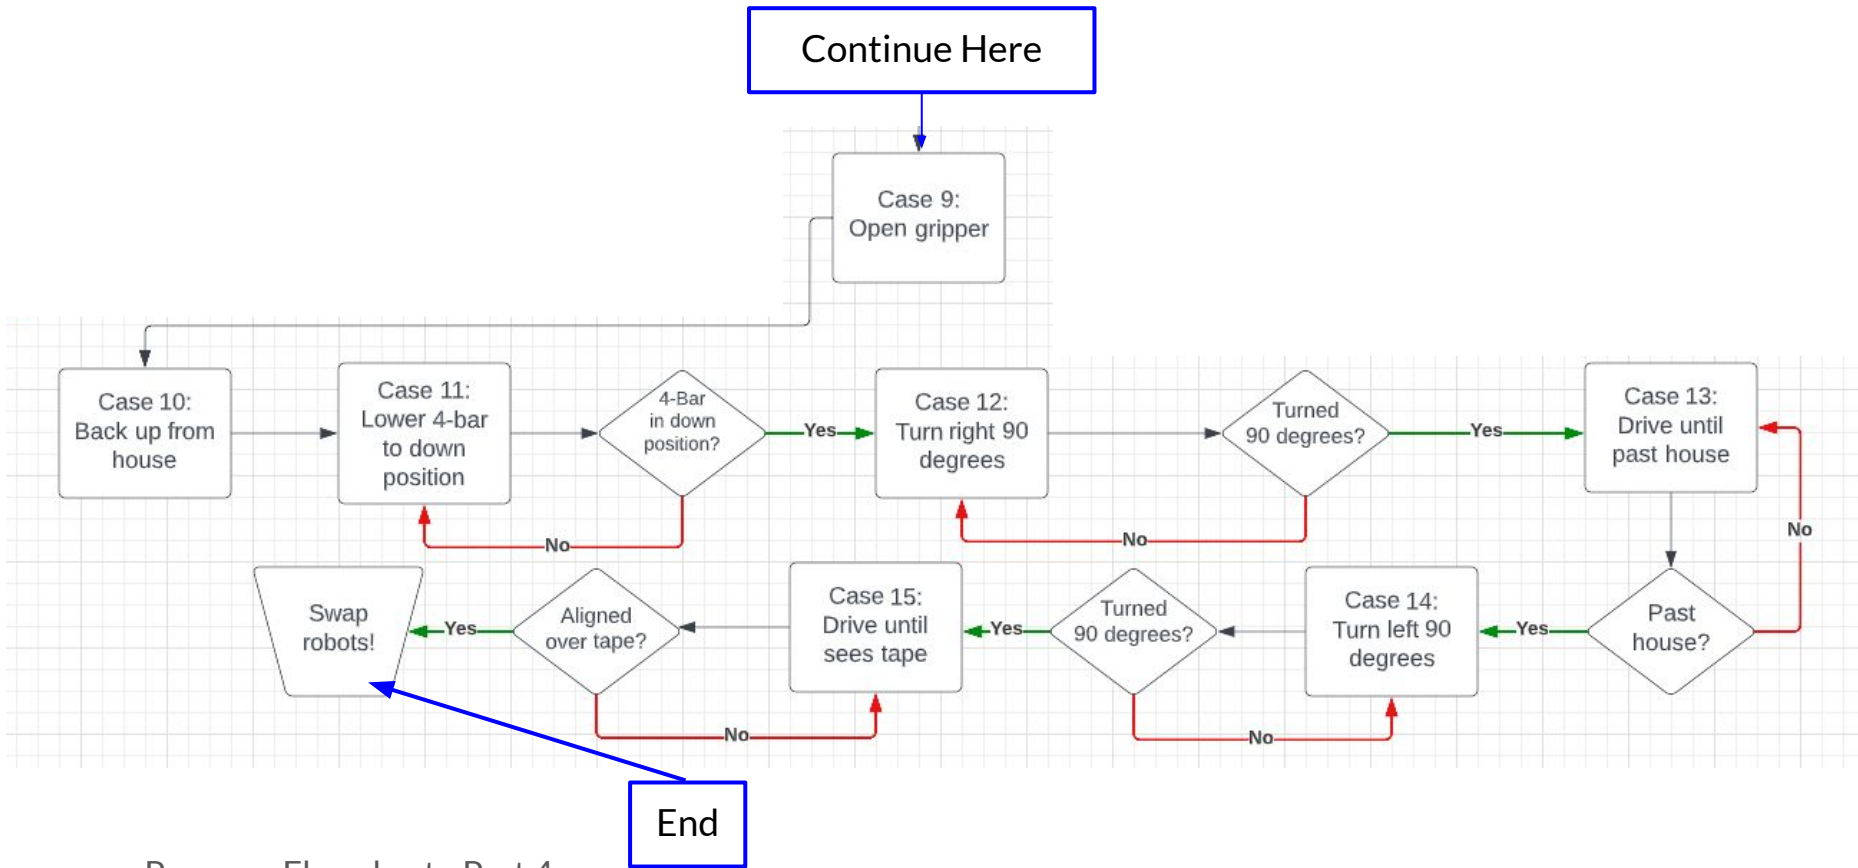 Continue Here
Case 9:
Open gripper
Case 10:
Back up from
house
Case 11:
Lower 4-bar
to down
position
4-Bar
in down
position?
Yes
No
Case 12:
Turn right 90
degrees
Turned
90 degrees?
Yes
No
Case 13:
Drive until
past house
No
Past
house?
Yes
Case 14:
Turn left 90
degrees
Turned
90 degrees?
Yes
No
Case 15:
Drive until
sees tape
Aligned
over tape?
Yes
No
Swap
robots!
End
Part 4